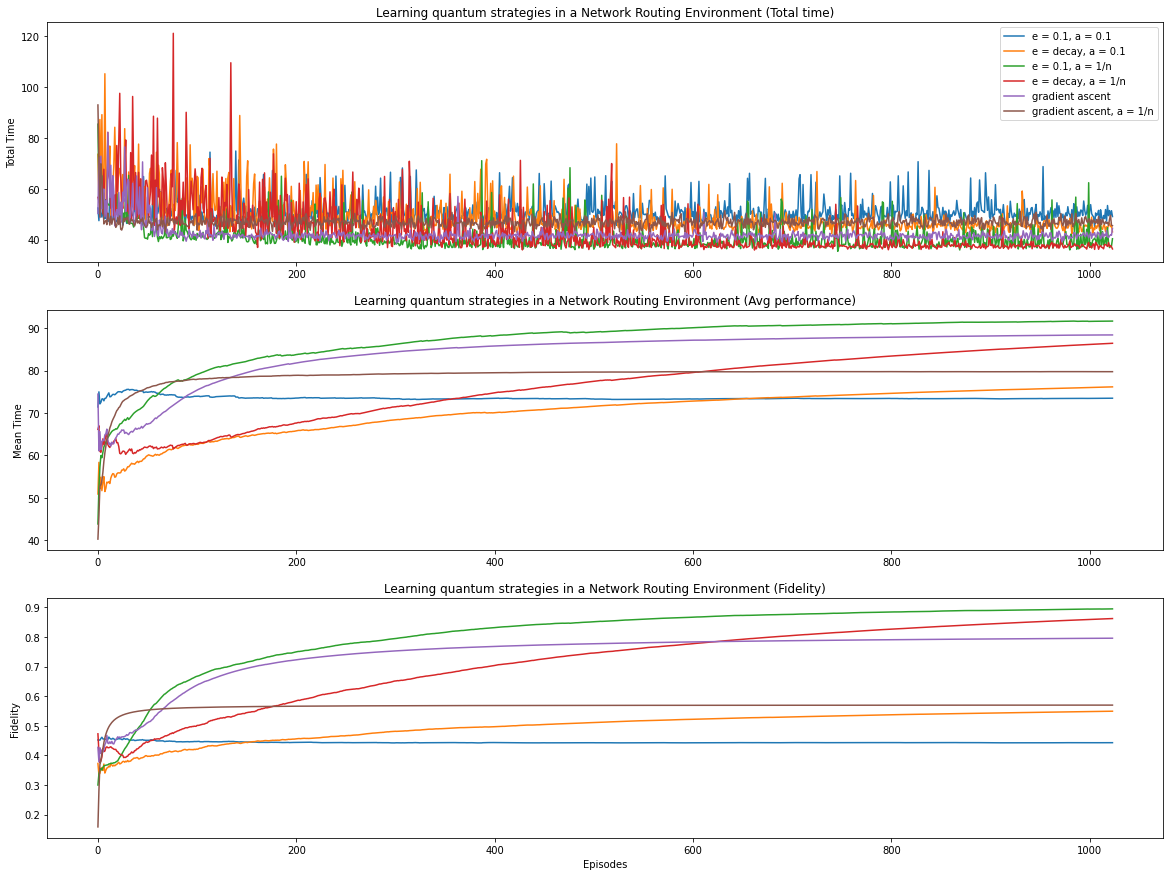 Learning quantum strategies in a Network Routing Environment (Total time)
Total Time
120
100
80
60
40
e = 0.1, a = 0.1
e = decay, a = 0.1
e = 0.1, a = 1/n
e = decay, a = 1/n
gradient ascent
gradient ascent, a = 1/n
0 200 400 600 800 1000
Learning quantum strategies in a Network Routing Environment (Avg performance)
Mean Time
90
80
70
60
50
40
0 200 400 600 800 1000
Learning quantum strategies in a Network Routing Environment (Fidelity)
Fidelity
0.9
0.8
0.7
0.6
0.5
0.4
0.3
0.2
0 200 400 600 800 1000
Episodes